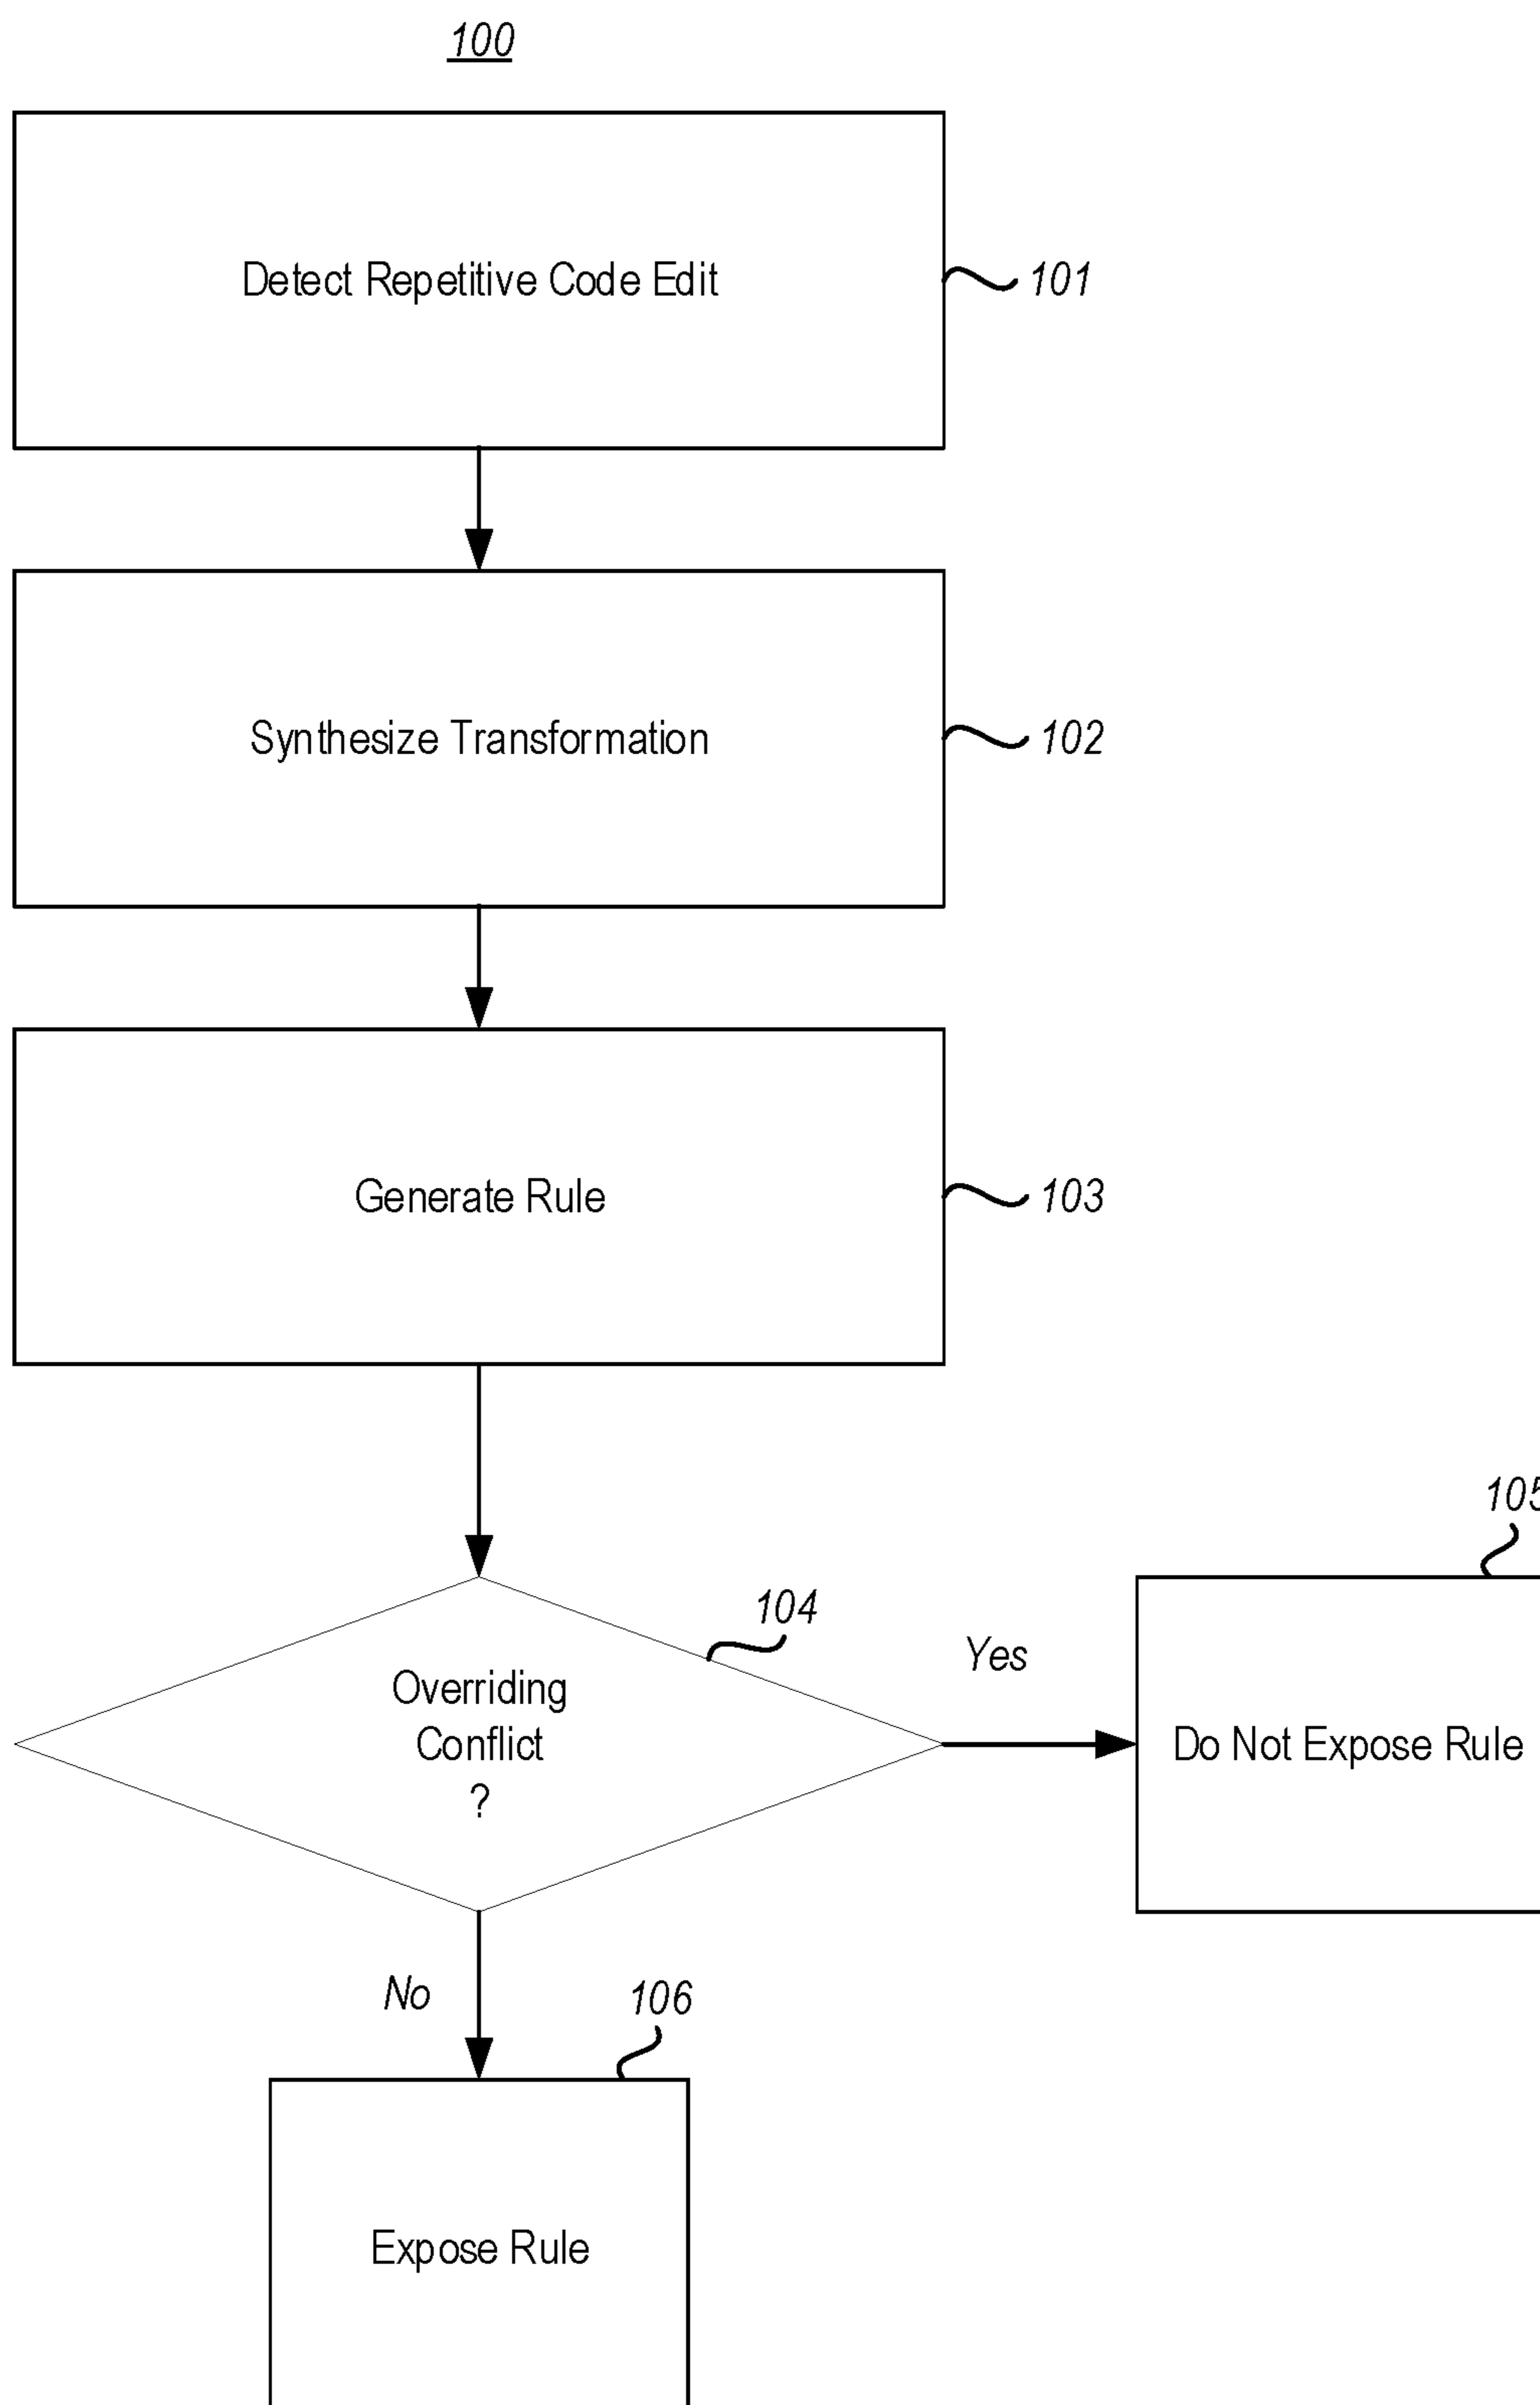 100
Detect Repetitive Code Edit
101
Synthesize Transformation
102
Generate Rule
103
105
104
Overriding
Conflict
?
Yes
Do Not Expose Rule
No
106
Expose Rule